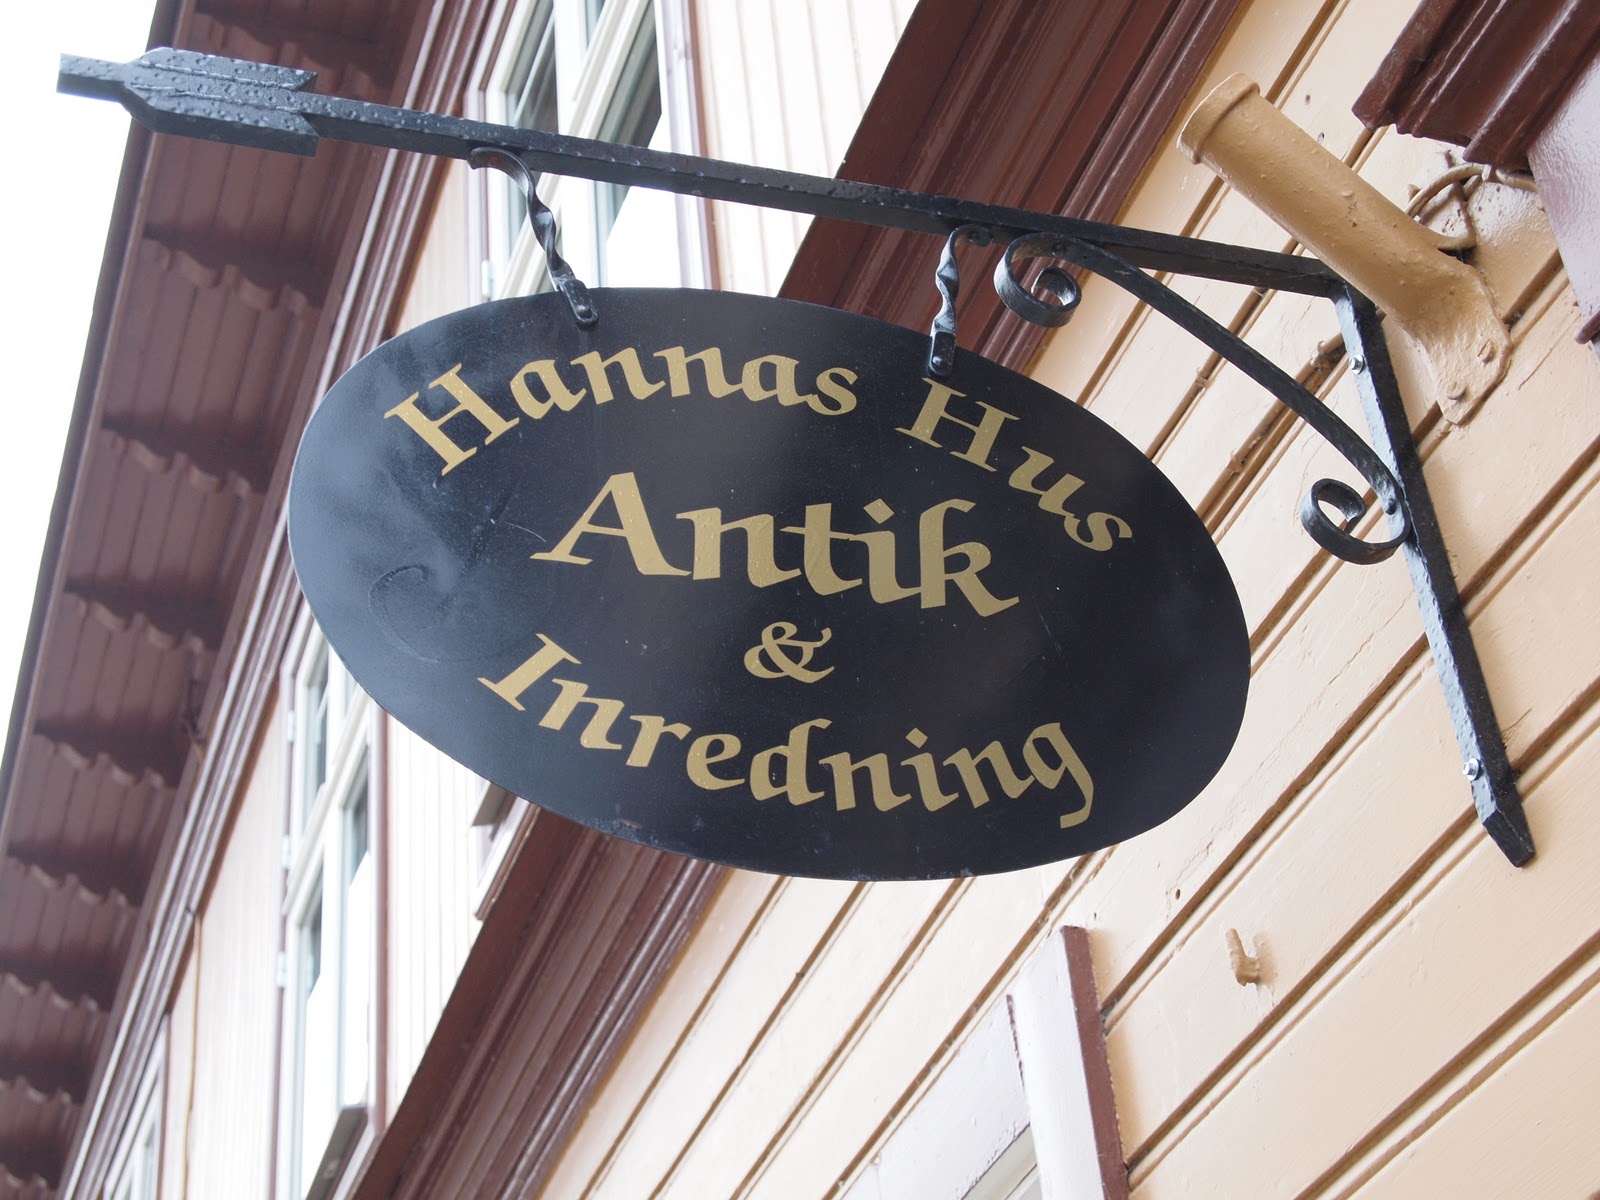 Hannas Hus
Antik
&
Inredning